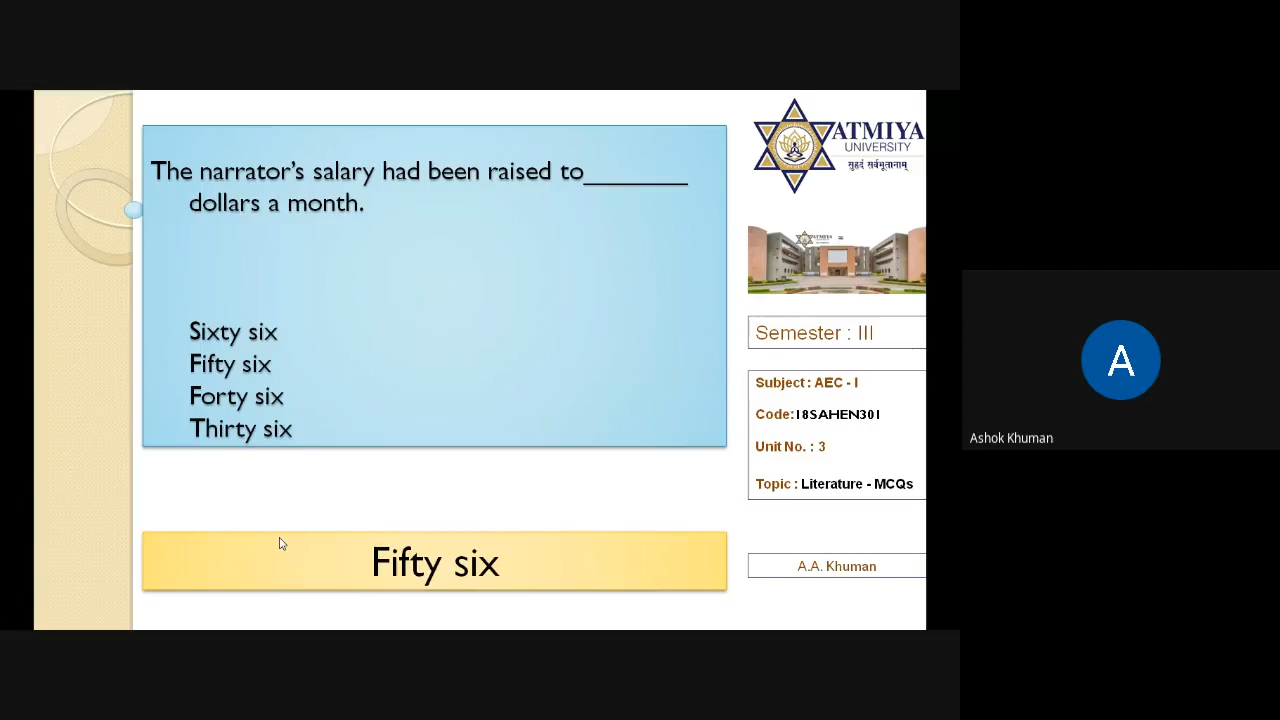 The narrator's salary had been raised to________
dollars a month.
Sixty six
Fifty six
Forty six
Thirty six
Fifty six
ATMIYA
UNIVERSITY
सुहृदं सर्वभूतानाम्
ATMIYA
Semester : III
Subject : AEC - I
Code:18SAHEN301
Unit No. : 3
Topic : Literature - MCQs
A.A. Khuman
A
Ashok Khuman